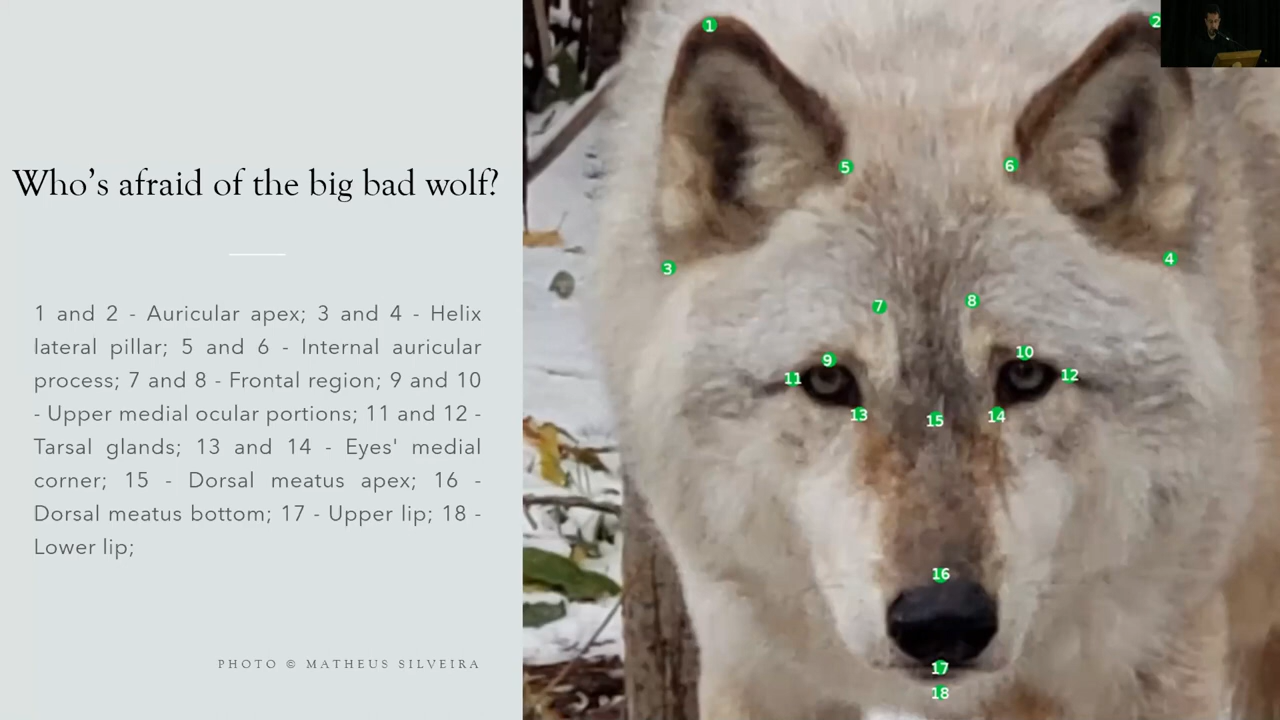 Who’s afraid of the big bad wolf?
1 and 2 - Auricular apex; 3 and 4 - Helix
lateral pillar; 5 and 6 - Internal auricular
process; 7 and 8 - Frontal region; 9 and 10
- Upper medial ocular portions; 11 and 12 -
Tarsal glands; 13 and 14 - Eyes' medial
corner; 15 - Dorsal meatus apex; 16 -
Dorsal meatus bottom; 17 - Upper lip; 18 -
Lower lip;
PHOTO © MATHEUS SILVEIRA
1
2
5
6
3
4
7
8
9
10
11
12
13
14
15
16
17
18